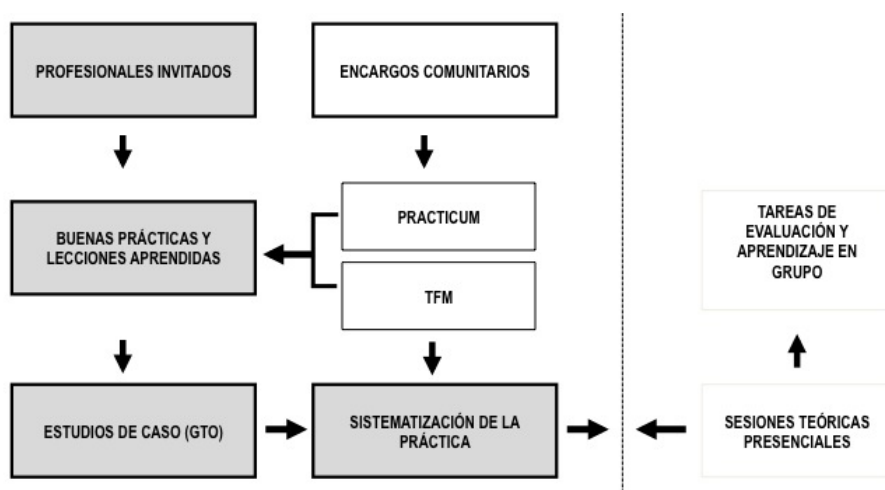 PROFESIONALES INVITADOS
ENCARGOS COMUNITARIOS
BUENAS PRÁCTICAS Y
LECCIONES APRENDIDAS
PRACTICUM
TFM
TAREAS DE
EVALUACIÓN Y
APRENDIZAJE EN
GRUPO
ESTUDIOS DE CASO (GTO)
SISTEMATIZACIÓN DE LA
PRÁCTICA
SESIONES TEÓRICAS
PRESENCIALES